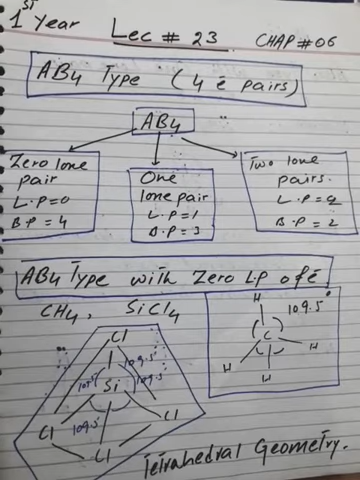 1ST Year Lec # 23 CHAP #06
AB4 Type (4 ē pairs)
AB4
Zero lone
pair
L.P=0
B.P=4
One
lone pair
L.P=1
B.P=3
Two lone
pairs.
L.P=2
B.P=2
AB4 Type with Zero L.P of ē
CH4, SiCl4
Cl
109.5°
109.5
Si
109.5
Cl
109.5
Cl
Cl
H
109.5°
C
H
H
H
Tetrahedral Geometry.